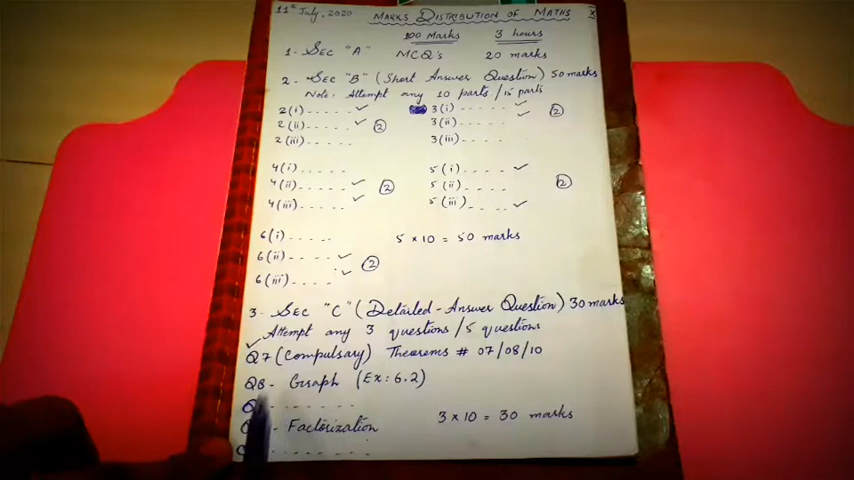 11th July, 2020 MARKS DISTRIBUTION OF MATHS
100 Marks 3 hours
1- SEC "A" MCQ's 20 marks
2- SEC "B" (Short Answer Question) 50 marks
Note: Attempt any 10 parts/15 parts
2(i) ----- ✓ 3(i) ------ ✓
2(ii) ----- ✓ ② 3(ii) ----- ✓ ②
2(iii) ----- 3(iii) -----
4(i) ----- 5(i) ----- ✓
4(ii) ----- ✓ ② 5(ii) ----- ②
4(iii) ----- ✓ 5(iii) ----- ✓
6(i) ----- 5 × 10 = 50 marks
6(ii) ----- ✓ ②
6(iii) ---- ✓
3- SEC "C" (Detailed-Answer Question) 30 marks
Attempt any 3 questions/5 questions
✓ Q7 (Compulsary) Theorems # 07/08/10
Q8- Graph (Ex: 6.2)
3 × 10 = 30 marks
- Factorization